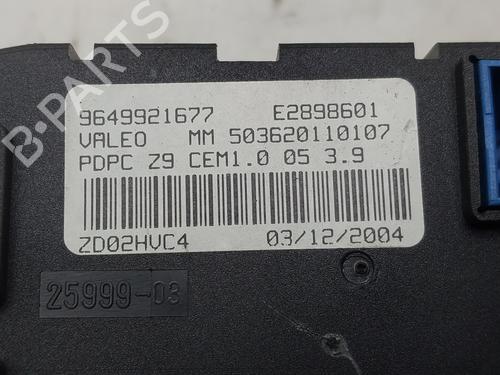 B-PARTS
9649921677 E2898601
VALEO MM 503620110107
PDPC Z9 CEM1.0 05 3.9
ZD02HVC4 03/12/2004
25999-03